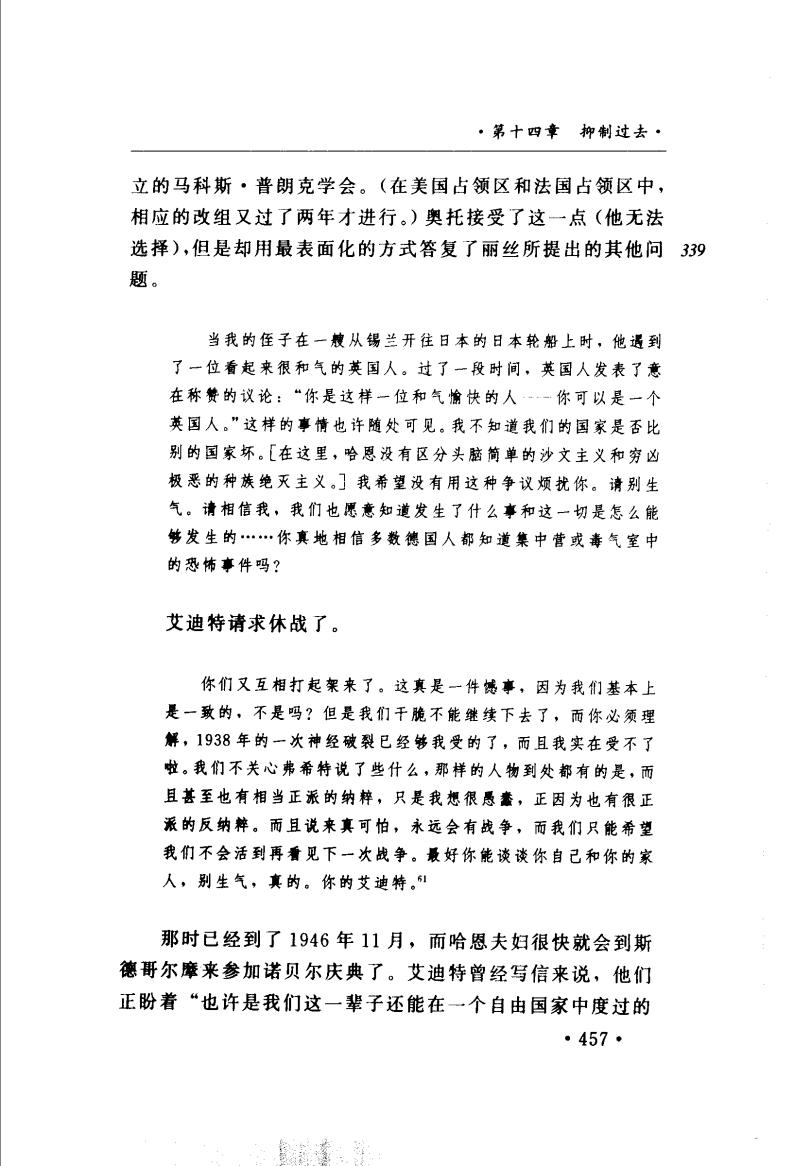 ·第十四章 抑制过去·
立的马科斯·普朗克学会。(在美国占领区和法国占领区中，
相应的改组又过了两年才进行。)奥托接受了这一点(他无法
选择)，但是却用最表面化的方式答复了丽丝所提出的其他问 339
题。
当我的侄子在一艘从锡兰开往日本的日本轮船上时，他遇到
了一位看起来很和气的英国人。过了一段时间，英国人发表了意
在称赞的议论：“你是这样一位和气愉快的人——你可以是一个
英国人。”这样的事情也许随处可见。我不知道我们的国家是否比
别的国家坏。[在这里，哈恩没有区分头脑简单的沙文主义和穷凶
极恶的种族绝灭主义。]我希望没有用这种争议烦扰你。请别生
气。请相信我，我们也愿意知道发生了什么事和这一切是怎么能
够发生的……你真地相信多数德国人都知道集中营或毒气室中
的恐怖事件吗？
艾迪特请求休战了。
你们又互相打起架来了。这真是一件憾事，因为我们基本上
是一致的，不是吗？但是我们干脆不能继续下去了，而你必须理
解，1938年的一次神经破裂已经够我受的了，而且我实在受不了
啦。我们不关心弗希特说了些什么，那样的人物到处都有的是，而
且甚至也有相当正派的纳粹，只是我想很愚蠢，正因为也有很正
派的反纳粹。而且说来真可怕，永远会有战争，而我们只能希望
我们不会活到再看见下一次战争。最好你能谈谈你自己和你的家
人，别生气，真的。你的艾迪特。61
那时已经到了1946年11月，而哈恩夫妇很快就会到斯
德哥尔摩来参加诺贝尔庆典了。艾迪特曾经写信来说，他们
正盼着“也许是我们这一辈子还能在一个自由国家中度过的
·457·